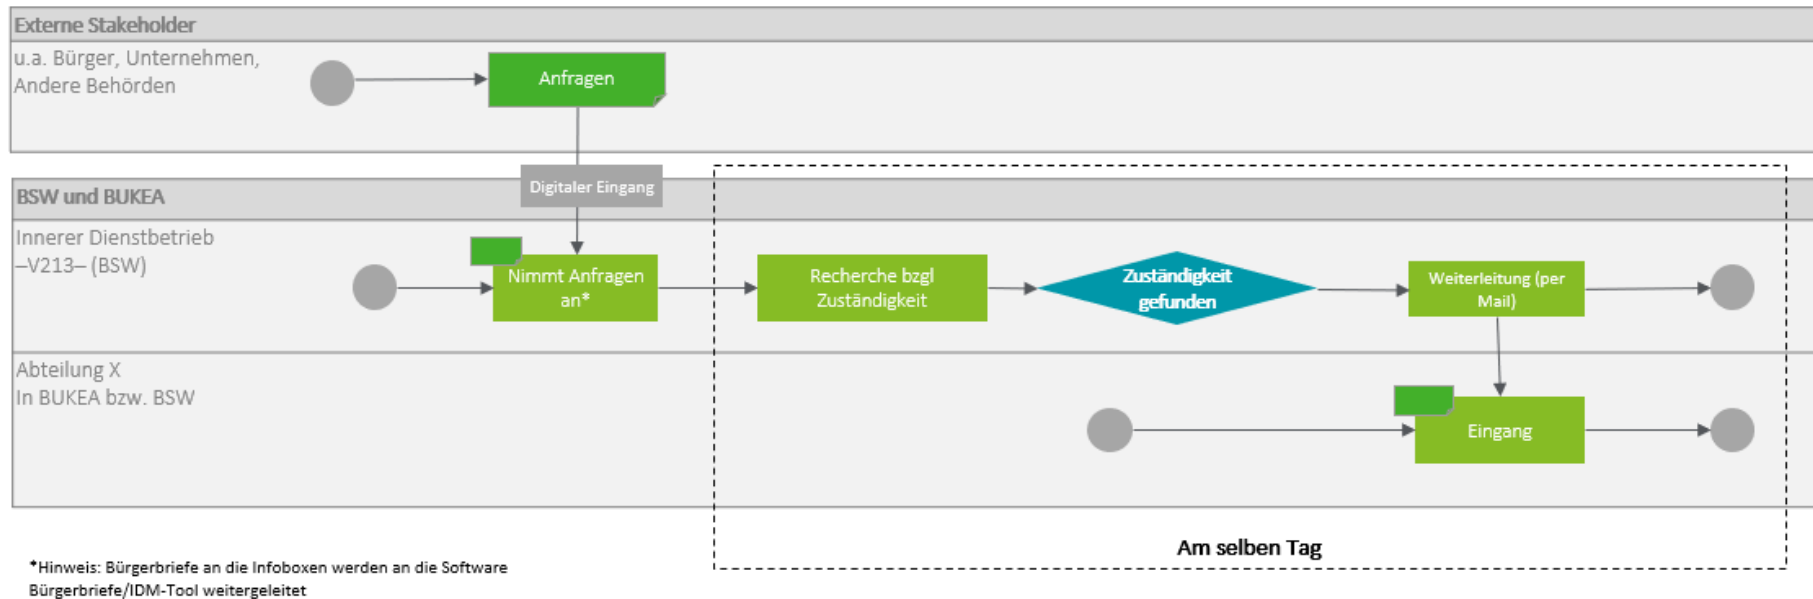 Externe Stakeholder
u.a. Bürger, Unternehmen,
Andere Behörden
Anfragen
Digitaler Eingang
BSW und BUKEA
Innerer Dienstbetrieb
–V213– (BSW)
Nimmt Anfragen
an*
Recherche bzgl
Zuständigkeit
Zuständigkeit
gefunden
Weiterleitung (per
Mail)
Abteilung X
In BUKEA bzw. BSW
Eingang
Am selben Tag
*Hinweis: Bürgerbriefe an die Infoboxen werden an die Software
Bürgerbriefe/IDM-Tool weitergeleitet